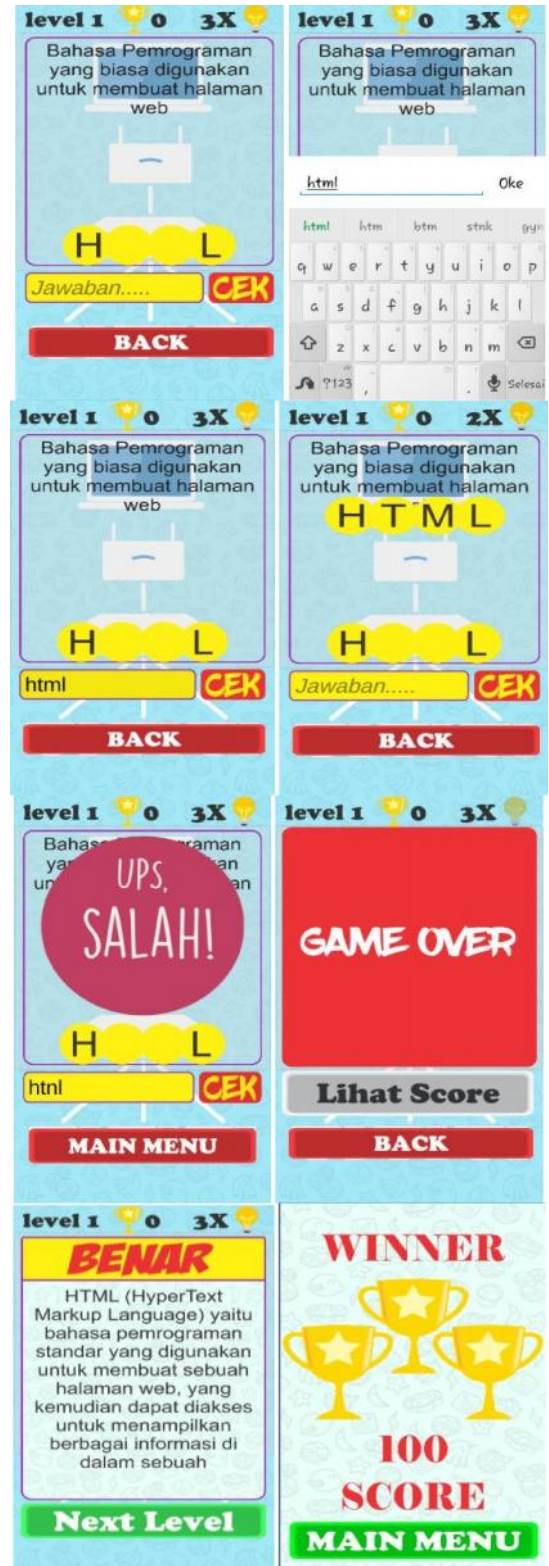 level 1 0 3X
Bahasa Pemrograman
yang biasa digunakan
untuk membuat halaman
web
H L
Jawaban.....
CEK
BACK
level 1 0 3X
Bahasa Pemrograman
yang biasa digunakan
untuk membuat halaman
web
html
Oke
html htm btm stnk gyn
q w e r t y u i o p
a s d f g h j k l
z x c v b n m
?123 , . Selesai
level 1 0 3X
Bahasa Pemrograman
yang biasa digunakan
untuk membuat halaman
web
H L
html
CEK
BACK
level 1 0 2X
Bahasa Pemrograman
yang biasa digunakan
untuk membuat halaman
H T M L
H L
Jawaban.....
CEK
BACK
level 1 0 3X
UPS,
SALAH!
H L
htnl
CEK
MAIN MENU
level 1 0 3X
GAME OVER
Lihat Score
BACK
level 1 0 3X
BENAR
HTML (HyperText
Markup Language) yaitu
bahasa pemrograman
standar yang digunakan
untuk membuat sebuah
halaman web, yang
kemudian dapat diakses
untuk menampilkan
berbagai informasi di
dalam sebuah
Next Level
WINNER
100
SCORE
MAIN MENU